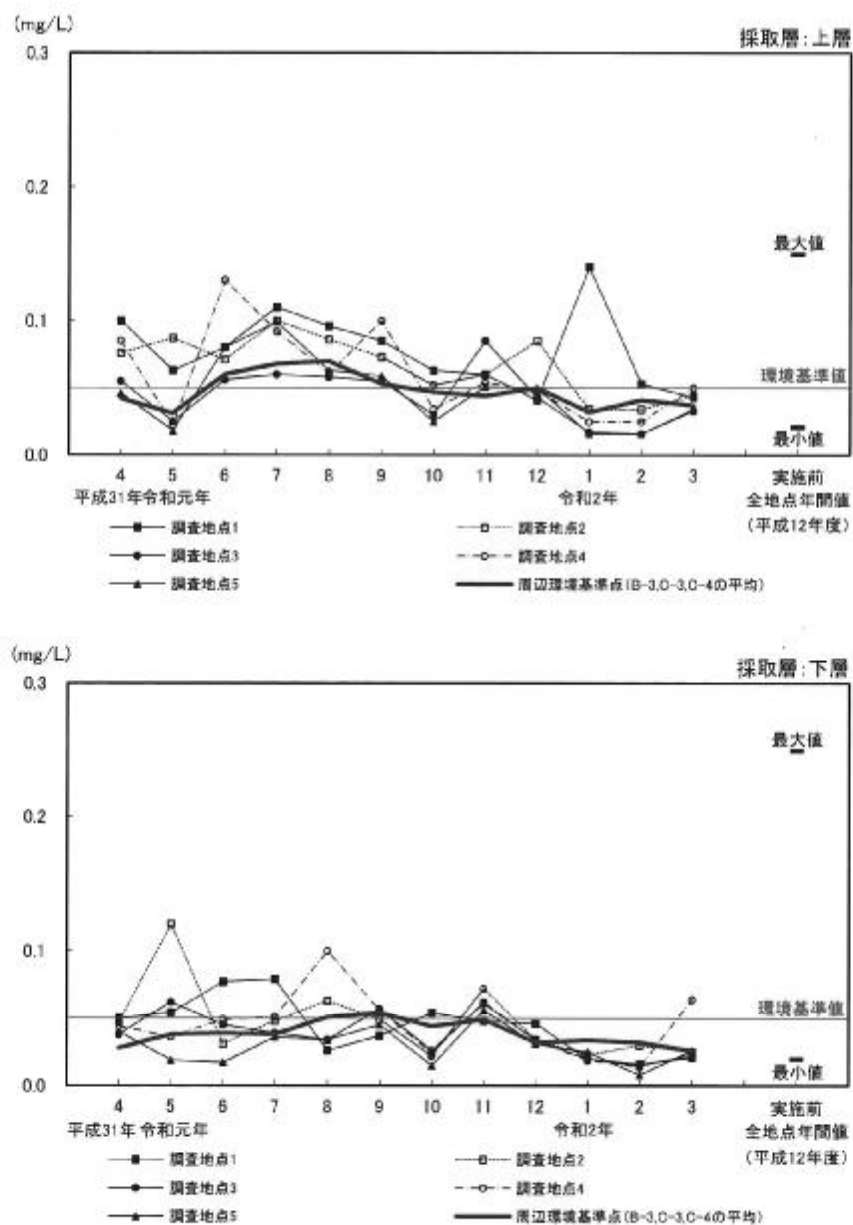 (mg/L)
採取層:上層
0.3
0.2
最大値
0.1
環境基準値
最小値
0.0
4 5 6 7 8 9 10 11 12 1 2 3 実施前
平成31年 令和元年 令和2年 全地点年間値
(平成12年度)
調査地点1 調査地点2
調査地点3 調査地点4
調査地点5 周辺環境基準点(B-3,C-3,C-4の平均)
(mg/L)
採取層:下層
0.3
最大値
0.2
0.1
環境基準値
最小値
0.0
4 5 6 7 8 9 10 11 12 1 2 3 実施前
平成31年 令和元年 令和2年 全地点年間値
(平成12年度)
調査地点1 調査地点2
調査地点3 調査地点4
調査地点5 周辺環境基準点(B-3,C-3,C-4の平均)